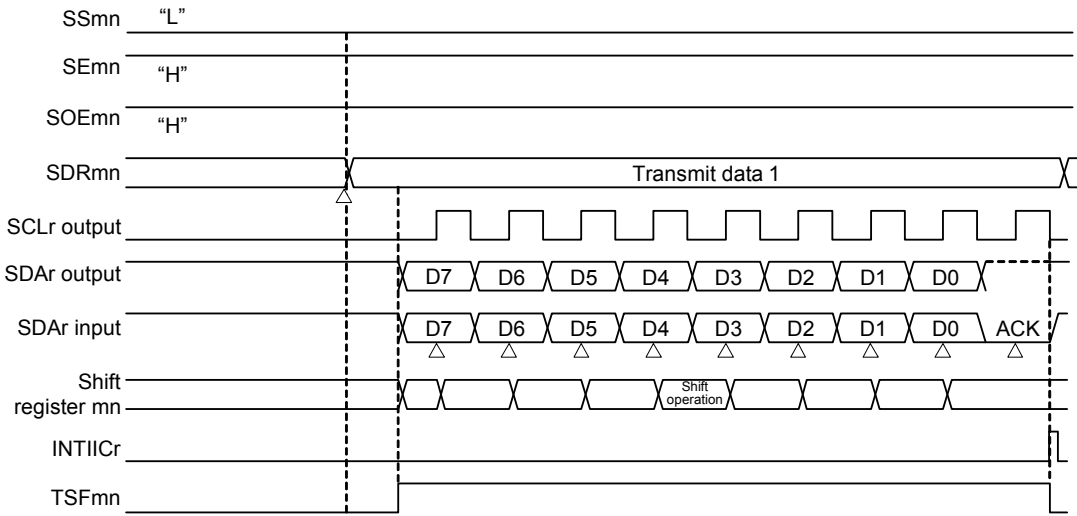 SSmn “L”
SEmn “H”
SOEmn “H”
SDRmn Transmit data 1
SCLr output
SDAr output D7 D6 D5 D4 D3 D2 D1 D0
SDAr input D7 D6 D5 D4 D3 D2 D1 D0 ACK
Shift
register mn
Shift
operation
INTIICr
TSFmn